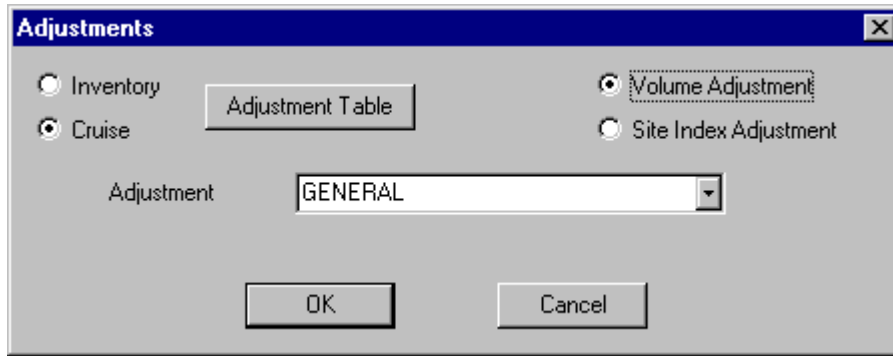 Adjustments
Inventory
Adjustment Table
Volume Adjustment
Cruise
Site Index Adjustment
Adjustment
GENERAL
OK
Cancel